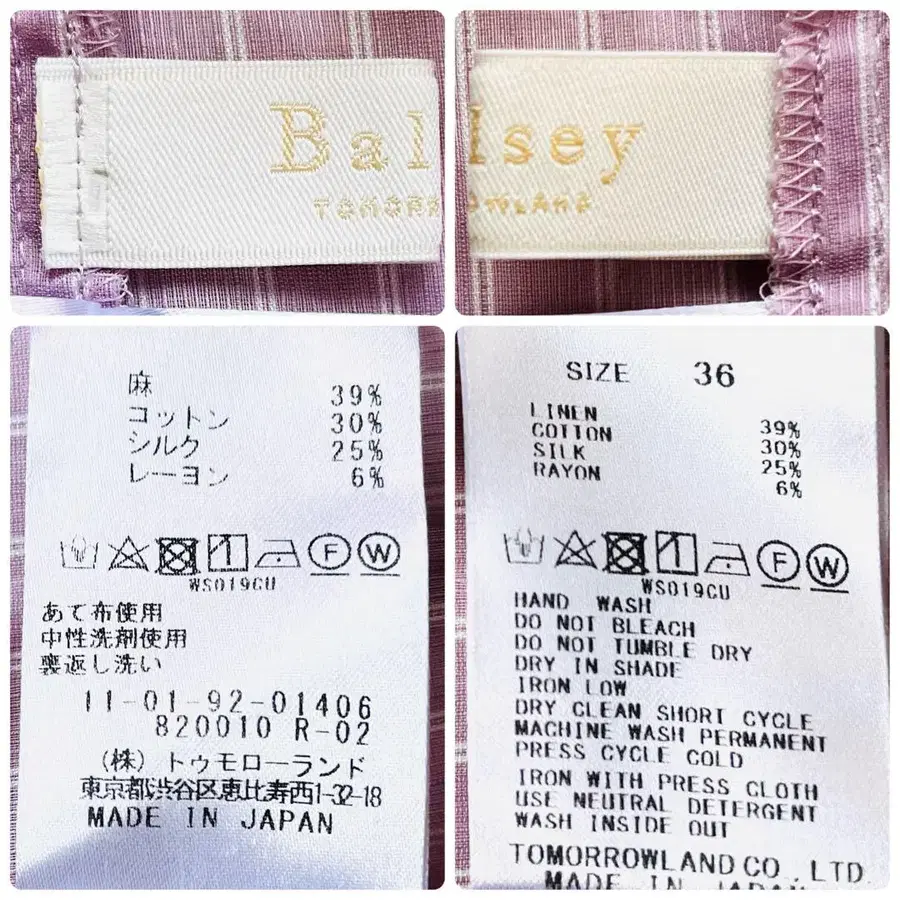 Bal
TOMORR
lsey
OWLAND
麻 39%
コットン 30%
シルク 25%
レーヨン 6%
F W
WS019CU
あて布使用
中性洗剤使用
裏返し洗い
11-01-92-01406
820010 R-02
(株) トゥモローランド
東京都渋谷区恵比寿西1-32-18
MADE IN JAPAN
SIZE 36
LINEN 39%
COTTON 30%
SILK 25%
RAYON 6%
F W
WS019CU
HAND WASH
DO NOT BLEACH
DO NOT TUMBLE DRY
DRY IN SHADE
IRON LOW
DRY CLEAN SHORT CYCLE
MACHINE WASH PERMANENT
PRESS CYCLE COLD
IRON WITH PRESS CLOTH
USE NEUTRAL DETERGENT
WASH INSIDE OUT
TOMORROWLAND CO., LTD.
MADE IN JAPAN